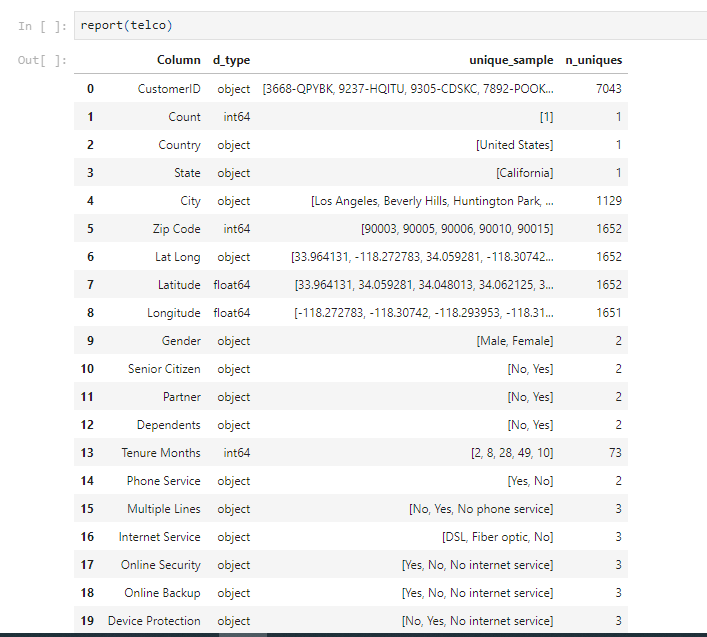 In [ ]: report(telco)
Out[ ]: Column d_type unique_sample n_uniques
0 CustomerID object [3668-QPYBK, 9237-HQITU, 9305-CDSKC, 7892-POOK... 7043
1 Count int64 [1] 1
2 Country object [United States] 1
3 State object [California] 1
4 City object [Los Angeles, Beverly Hills, Huntington Park, ... 1129
5 Zip Code int64 [90003, 90005, 90006, 90010, 90015] 1652
6 Lat Long object [33.964131, -118.272783, 34.059281, -118.30742... 1652
7 Latitude float64 [33.964131, 34.059281, 34.048013, 34.062125, 3... 1652
8 Longitude float64 [-118.272783, -118.30742, -118.293953, -118.31... 1651
9 Gender object [Male, Female] 2
10 Senior Citizen object [No, Yes] 2
11 Partner object [No, Yes] 2
12 Dependents object [No, Yes] 2
13 Tenure Months int64 [2, 8, 28, 49, 10] 73
14 Phone Service object [Yes, No] 2
15 Multiple Lines object [No, Yes, No phone service] 3
16 Internet Service object [DSL, Fiber optic, No] 3
17 Online Security object [Yes, No, No internet service] 3
18 Online Backup object [Yes, No, No internet service] 3
19 Device Protection object [No, Yes, No internet service] 3